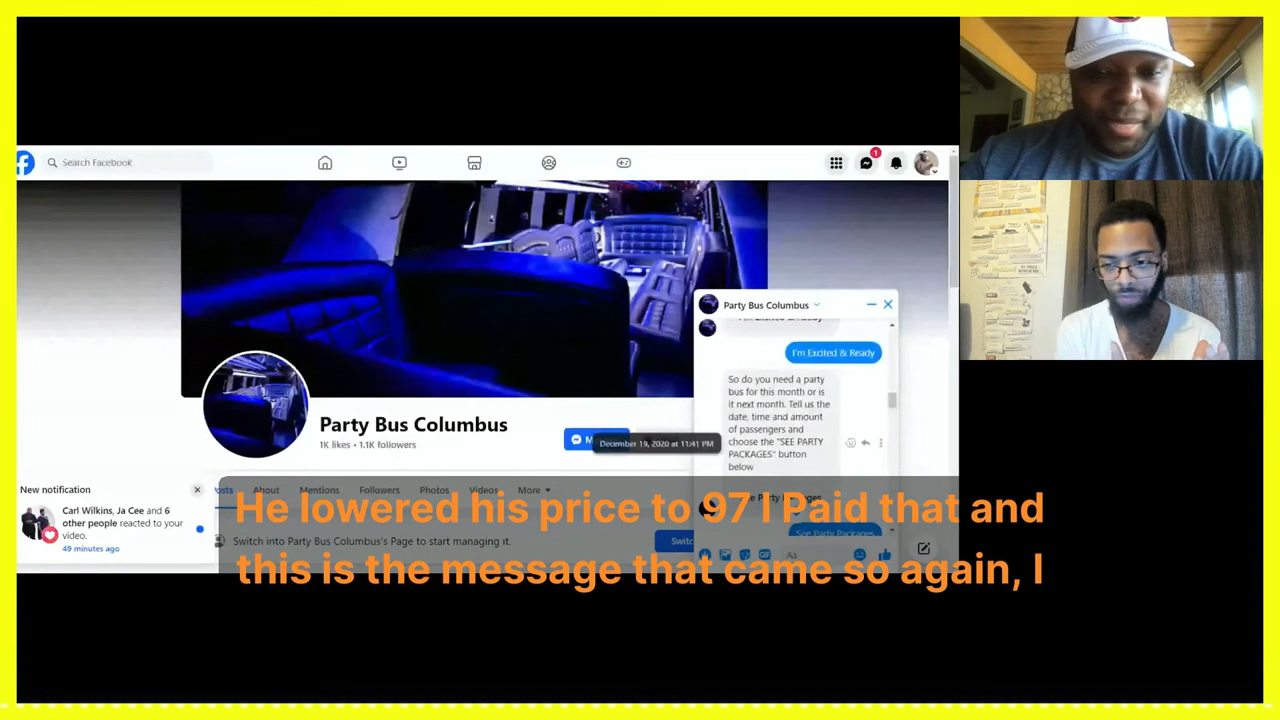 Search Facebook
1
Party Bus Columbus
I'm Excited & Ready
So do you need a party
bus for this month or is
it next month. Tell us the
date, time and amount
of passengers and
choose the "SEE PARTY
PACKAGES" button
below
Party Bus Columbus
1K likes • 1.1K followers
December 19, 2020 at 11:41 PM
New notification
Carl Wilkins, Ja Cee and 6
other people reacted to your
video.
49 minutes ago
About
Mentions
Followers
Photos
Videos
More
See Party Packages
Switch into Party Bus Columbus's Page to start managing it.
GIF
He lowered his price to 97 I Paid that and
this is the message that came so again, I